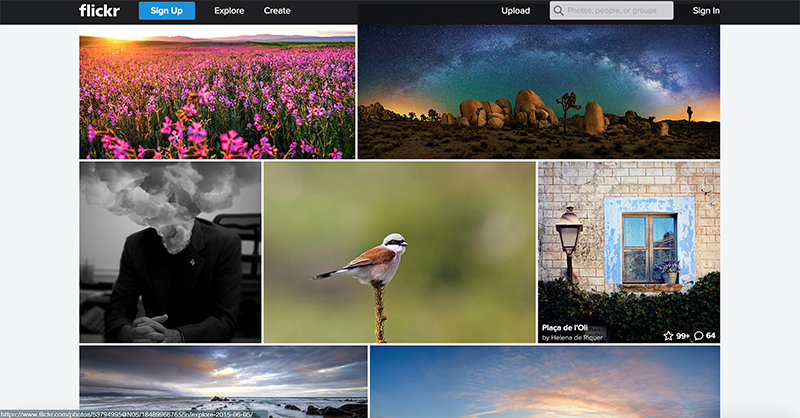 flickr Sign Up Explore Create Upload Photos, people, or groups Sign In
Plaça de l'Oli
by Helena de Riquer
99+ 64
https://www.flickr.com/photos/53794995@N05/18489966765/in/explore-2015-06-05/